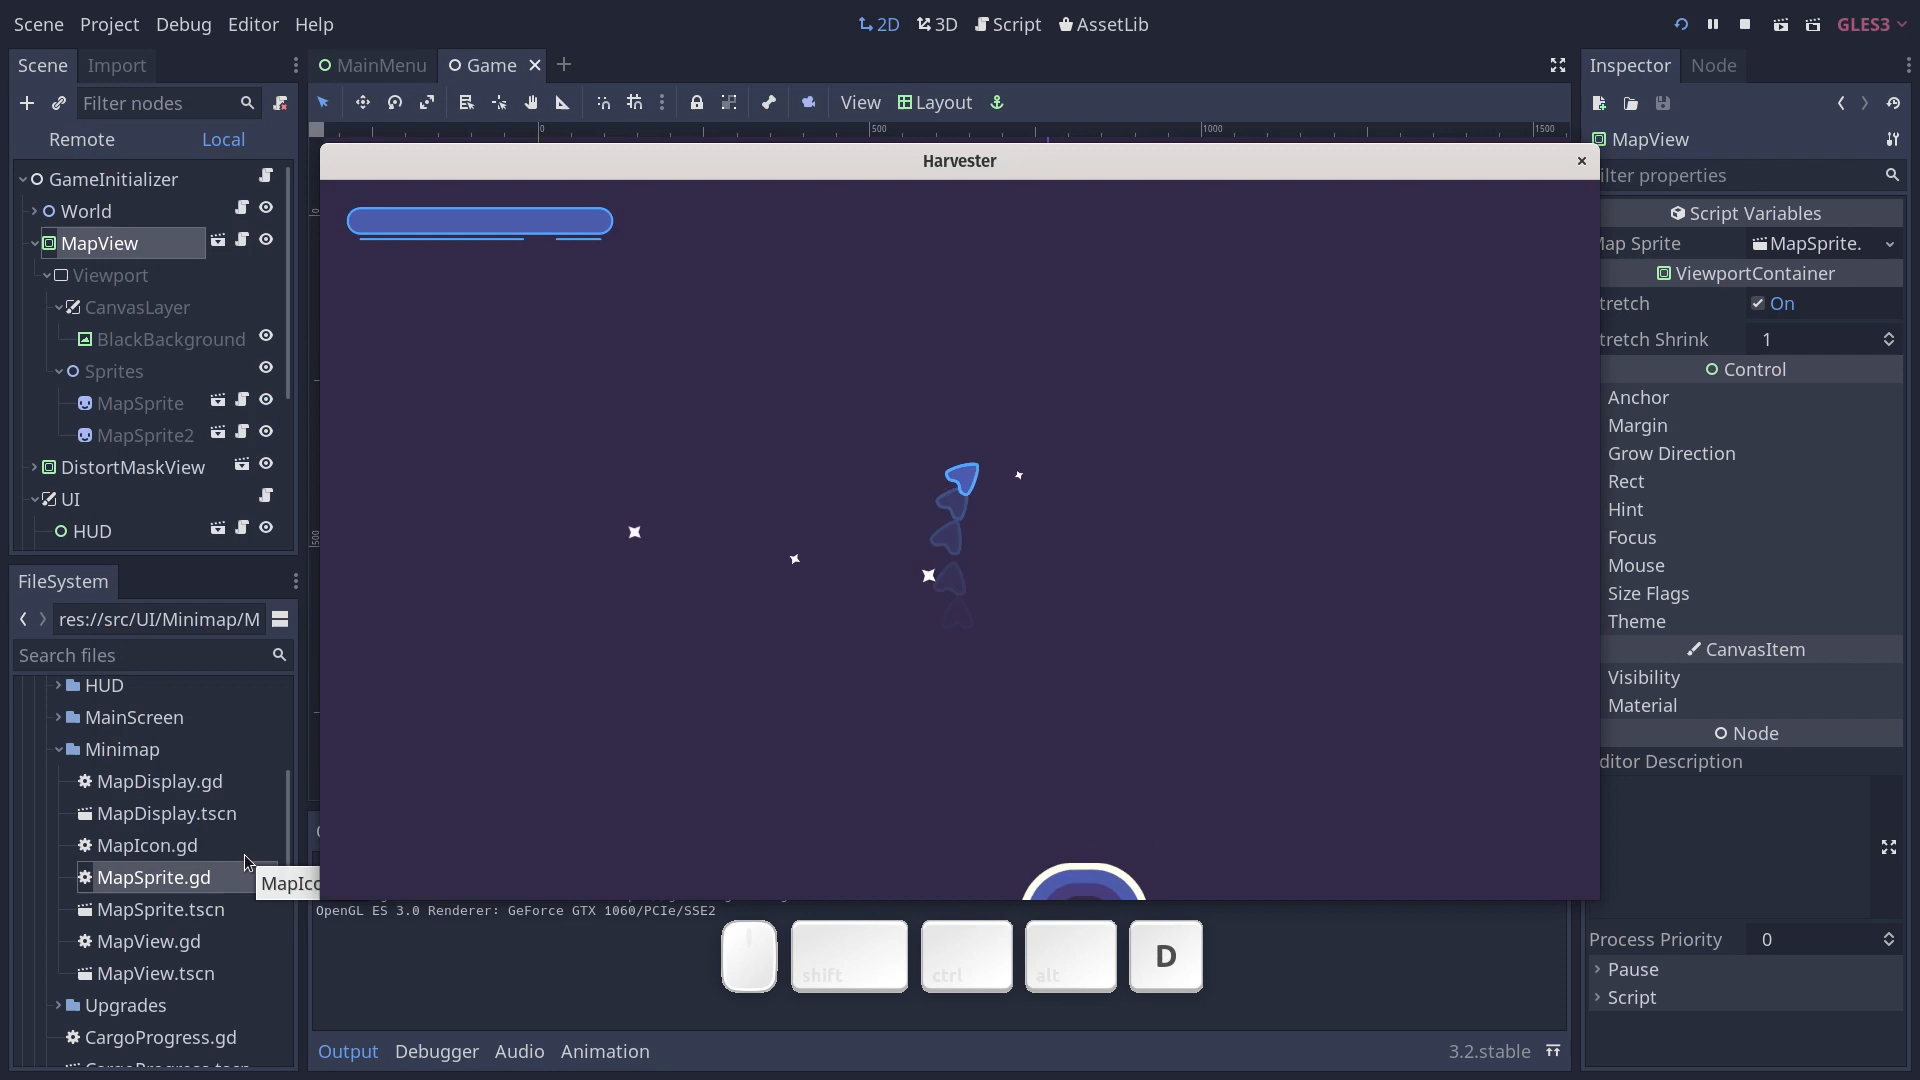 Scene Project Debug Editor Help
2D 3D Script AssetLib
GLES3
Scene Import
MainMenu Game
Inspector Node
Filter nodes
View Layout
Remote Local
0 500 1000 1500
MapView
Harvester
GameInitializer
World
MapView
Viewport
CanvasLayer
BlackBackground
Sprites
MapSprite
MapSprite2
DistortMaskView
UI
HUD
0
500
ilter properties
Script Variables
Map Sprite MapSprite.
ViewportContainer
tretch On
tretch Shrink 1
Control
Anchor
Margin
Grow Direction
Rect
Hint
Focus
Mouse
Size Flags
Theme
CanvasItem
Visibility
Material
Node
ditor Description
Process Priority 0
Pause
Script
FileSystem
res://src/UI/Minimap/M
Search files
HUD
MainScreen
Minimap
MapDisplay.gd
MapDisplay.tscn
MapIcon.gd
MapSprite.gd
MapIco
MapSprite.tscn
MapView.gd
MapView.tscn
Upgrades
CargoProgress.gd
OpenGL ES 3.0 Renderer: GeForce GTX 1060/PCIe/SSE2
shift ctrl alt D
Output Debugger Audio Animation
3.2.stable